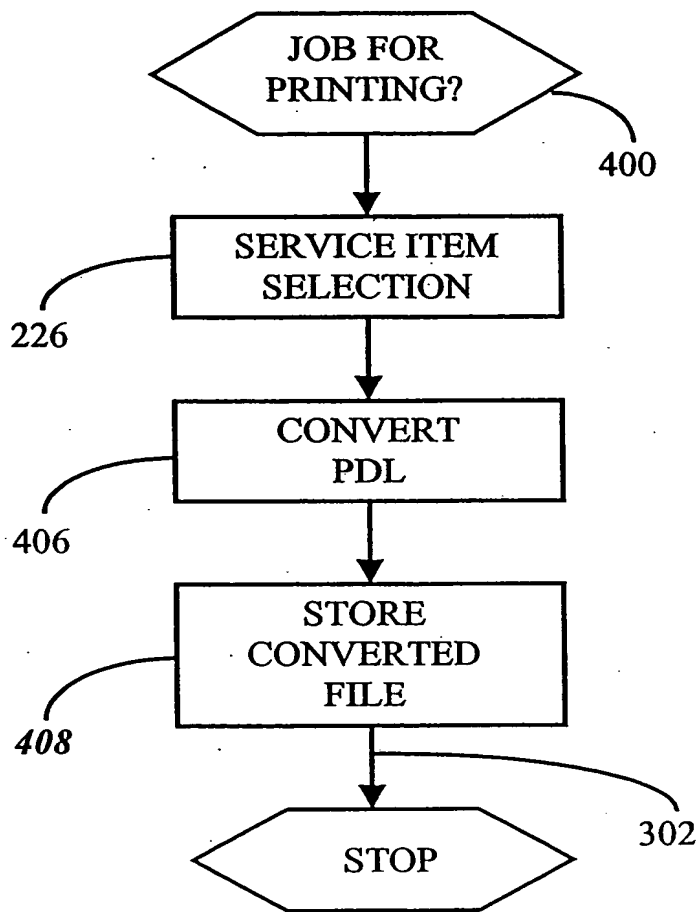 JOB FOR
PRINTING?
400
SERVICE ITEM
SELECTION
226
CONVERT
PDL
406
STORE
CONVERTED
FILE
408
302
STOP